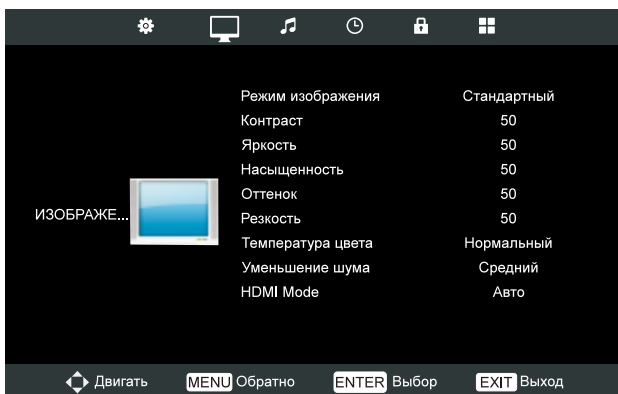 Режим изображения Стандартный
Контраст 50
Яркость 50
Насыщенность 50
Оттенок 50
ИЗОБРАЖЕ...
Резкость 50
Температура цвета Нормальный
Уменьшение шума Средний
HDMI Mode Авто
Двигать MENU Обратно ENTER Выбор EXIT Выход